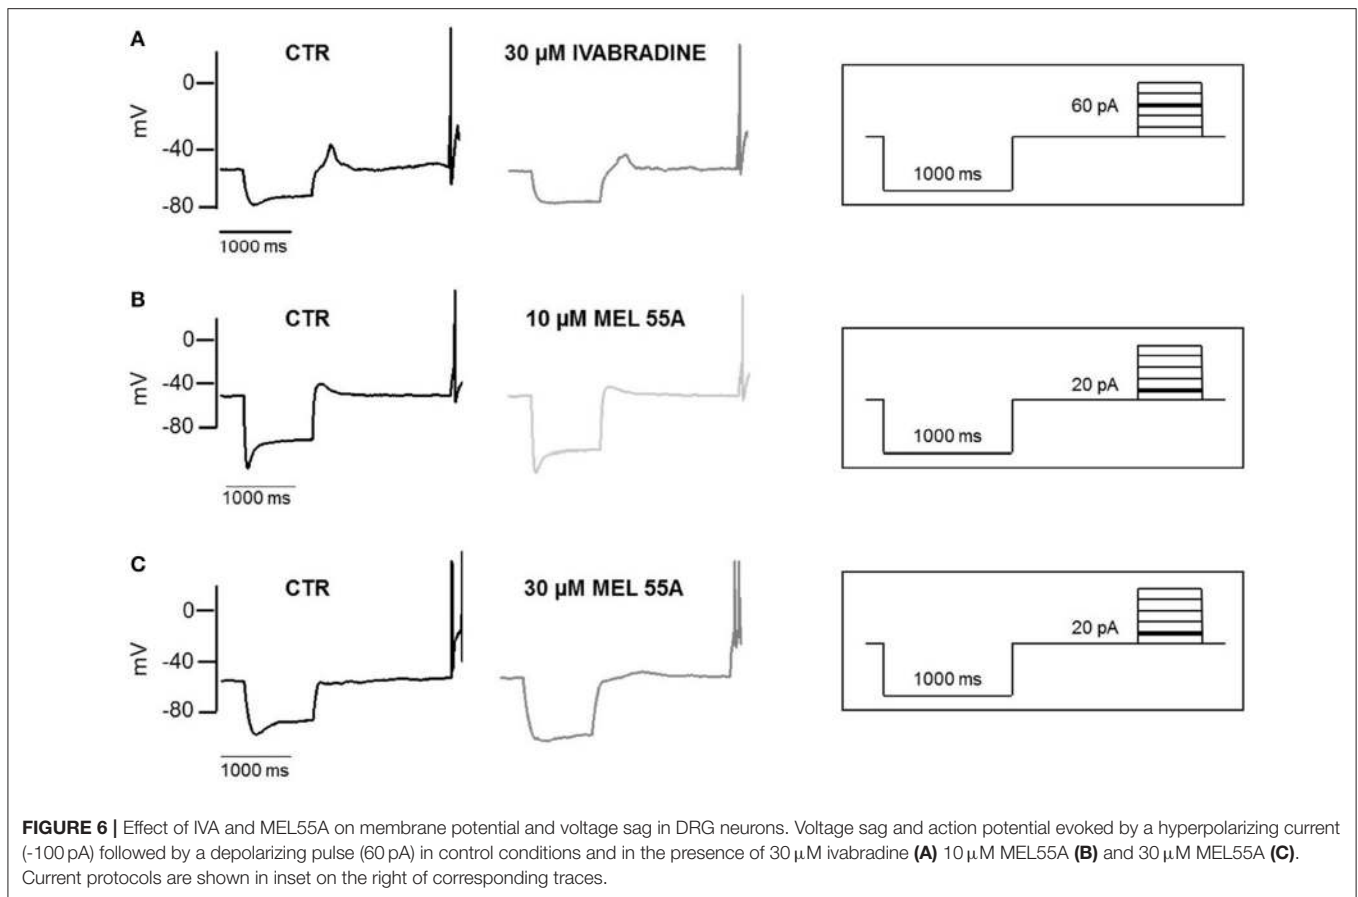 A
CTR
30 µM IVABRADINE
0
-40
-80
mV
1000 ms
60 pA
1000 ms
B
CTR
10 µM MEL 55A
0
-40
-80
mV
1000 ms
20 pA
1000 ms
C
CTR
30 µM MEL 55A
0
-40
-80
mV
1000 ms
20 pA
1000 ms
FIGURE 6 | Effect of IVA and MEL55A on membrane potential and voltage sag in DRG neurons. Voltage sag and action potential evoked by a hyperpolarizing current
(-100 pA) followed by a depolarizing pulse (60 pA) in control conditions and in the presence of 30 µM ivabradine (A) 10 µM MEL55A (B) and 30 µM MEL55A (C).
Current protocols are shown in inset on the right of corresponding traces.